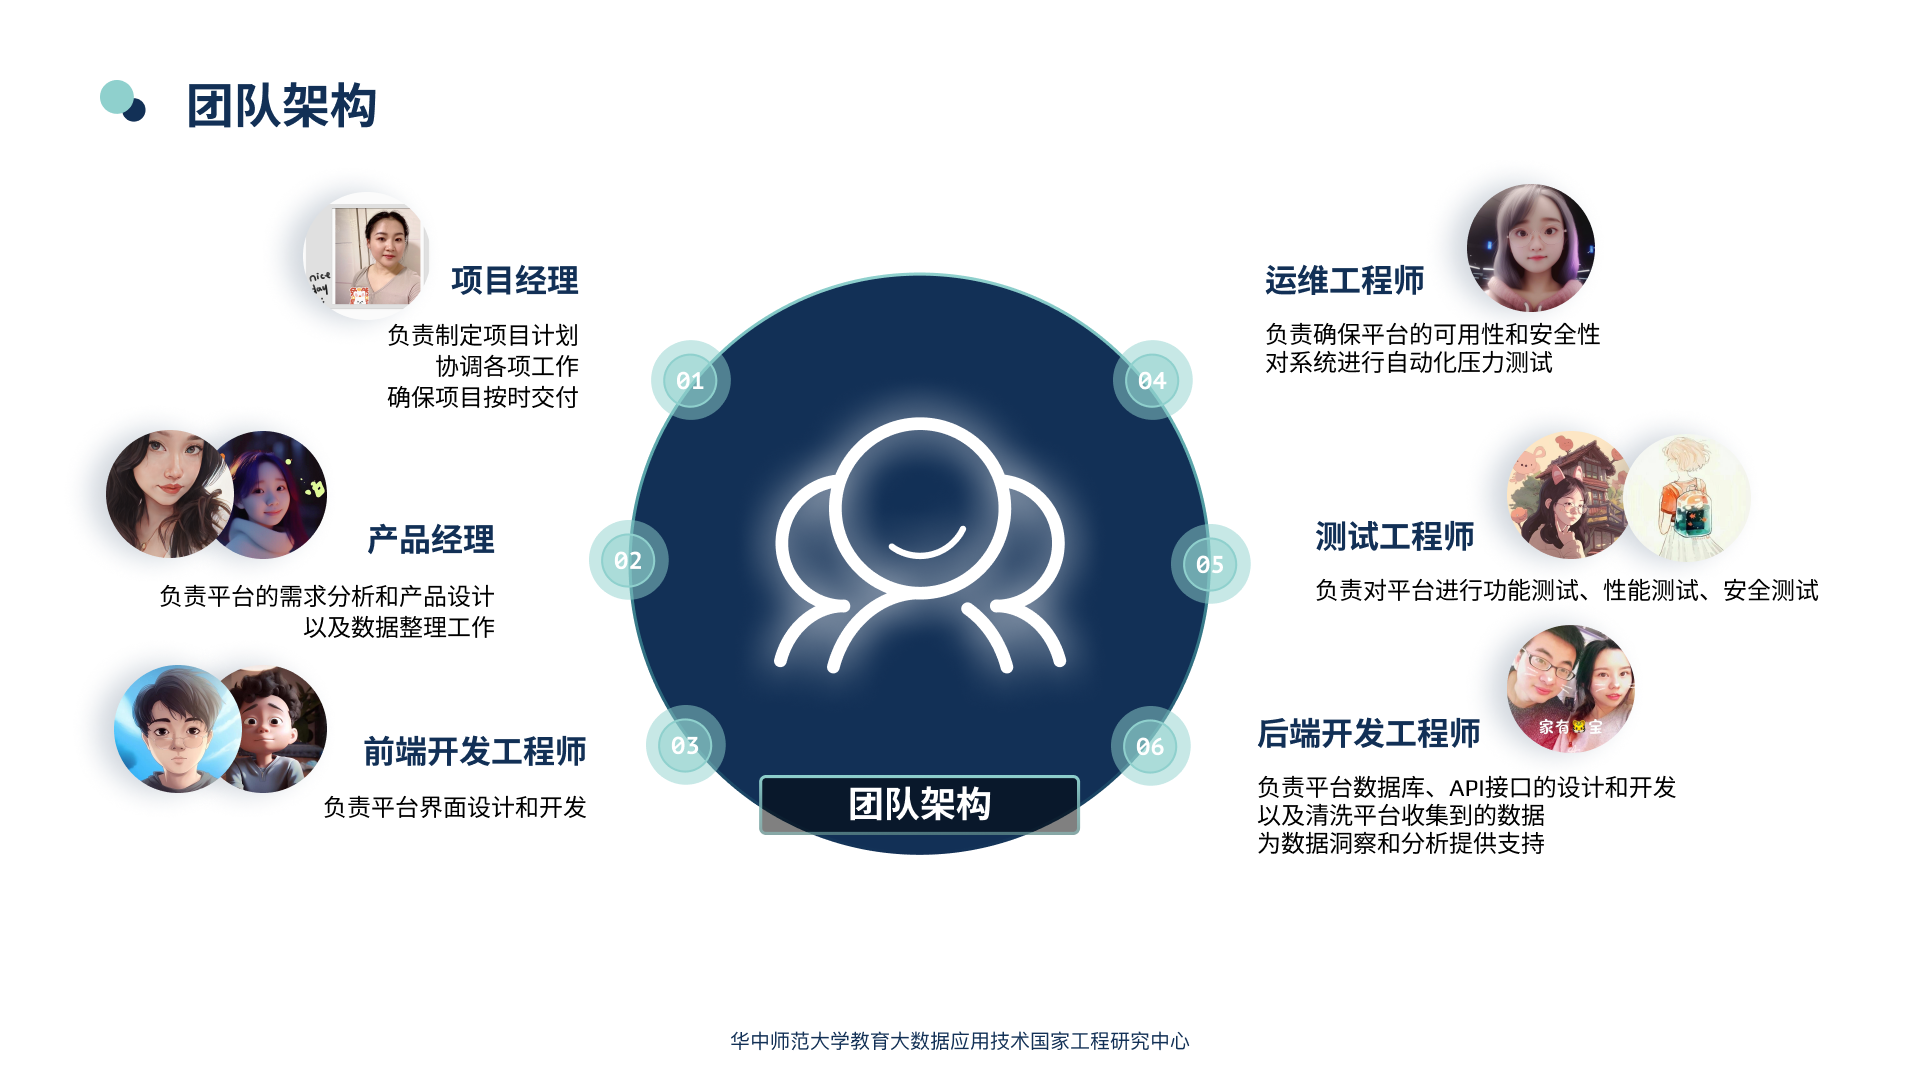 团队架构
nice
day
项目经理
负责制定项目计划
协调各项工作
确保项目按时交付
01
产品经理
负责平台的需求分析和产品设计
以及数据整理工作
02
前端开发工程师
负责平台界面设计和开发
03
团队架构
运维工程师
负责确保平台的可用性和安全性
对系统进行自动化压力测试
04
测试工程师
负责对平台进行功能测试、性能测试、安全测试
05
家有宝
后端开发工程师
负责平台数据库、API接口的设计和开发
以及清洗平台收集到的数据
为数据洞察和分析提供支持
06
华中师范大学教育大数据应用技术国家工程研究中心